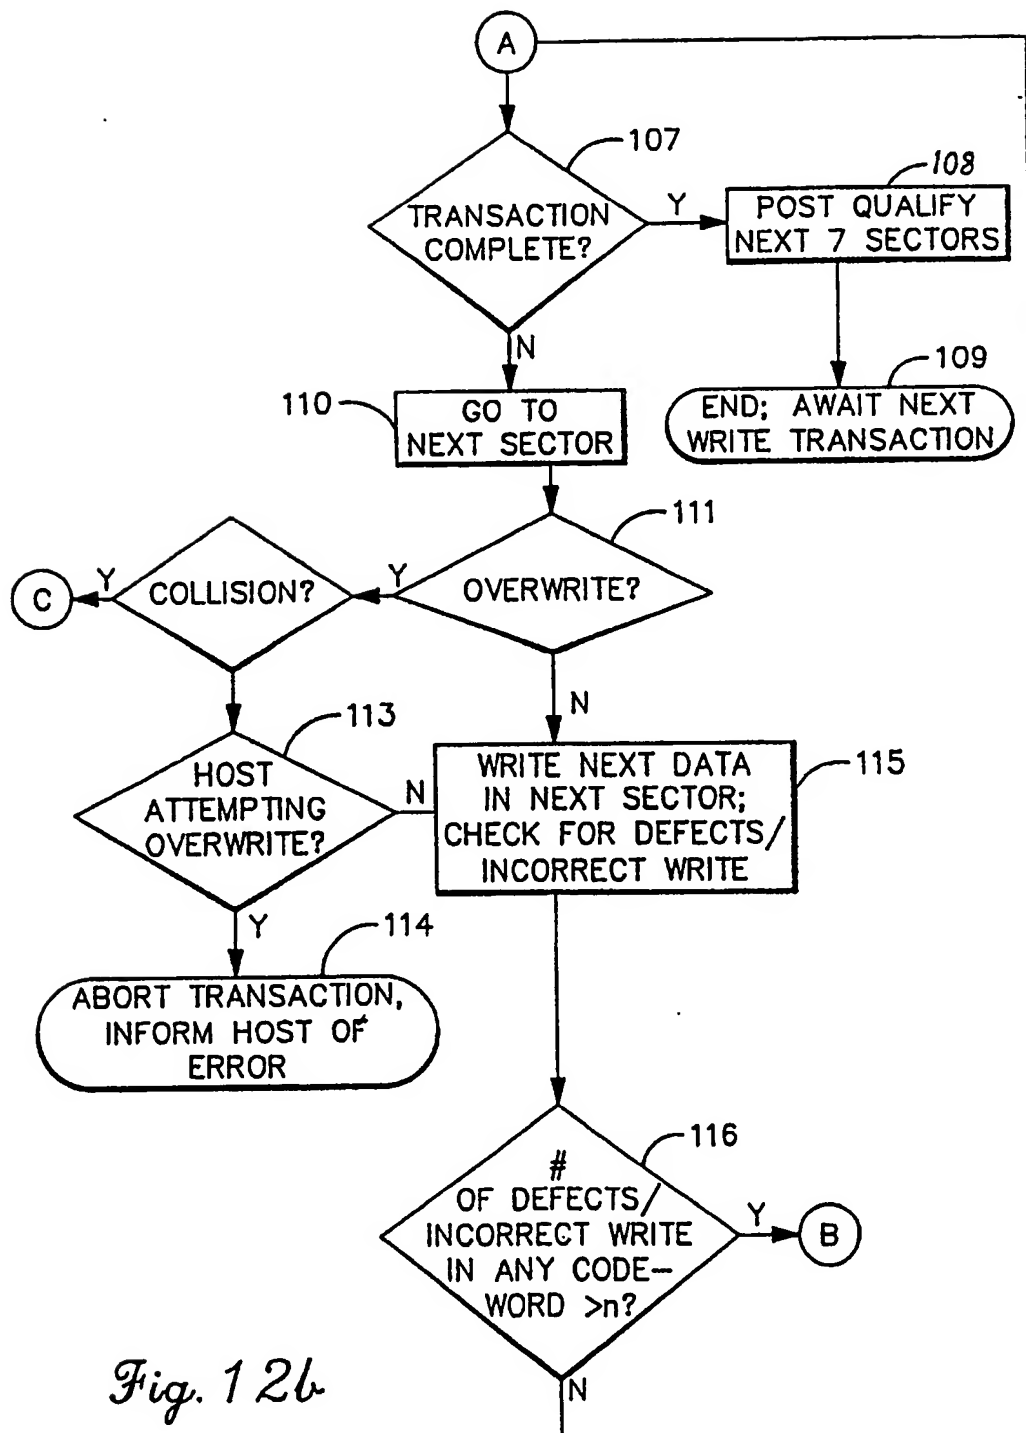 A
107
TRANSACTION
COMPLETE?
Y
108
POST QUALIFY
NEXT 7 SECTORS
N
109
END; AWAIT NEXT
WRITE TRANSACTION
110
GO TO
NEXT SECTOR
111
OVERWRITE?
Y
COLLISION?
Y
C
N
113
HOST
ATTEMPTING
OVERWRITE?
N
WRITE NEXT DATA
IN NEXT SECTOR;
CHECK FOR DEFECTS/
INCORRECT WRITE
115
Y
114
ABORT TRANSACTION,
INFORM HOST OF
ERROR
116
#
OF DEFECTS/
INCORRECT WRITE
IN ANY CODE-
WORD >n?
Y
B
N
Fig. 12b